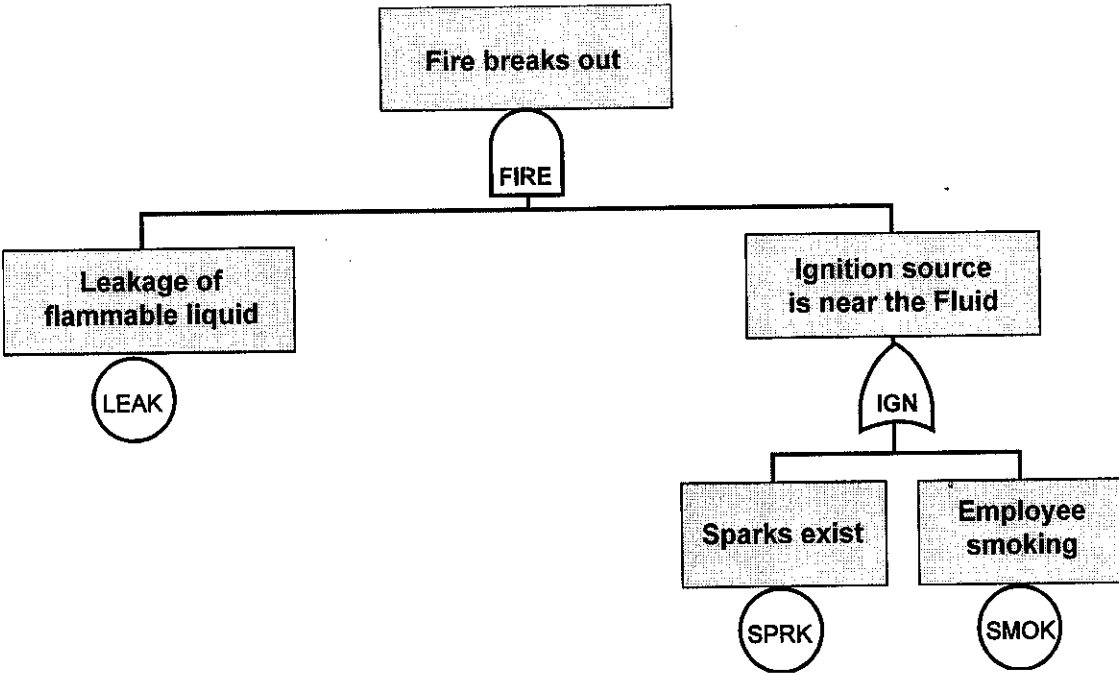 Fire breaks out
FIRE
Leakage of
flammable liquid
LEAK
Ignition source
is near the Fluid
IGN
Sparks exist
SPRK
Employee
smoking
SMOK